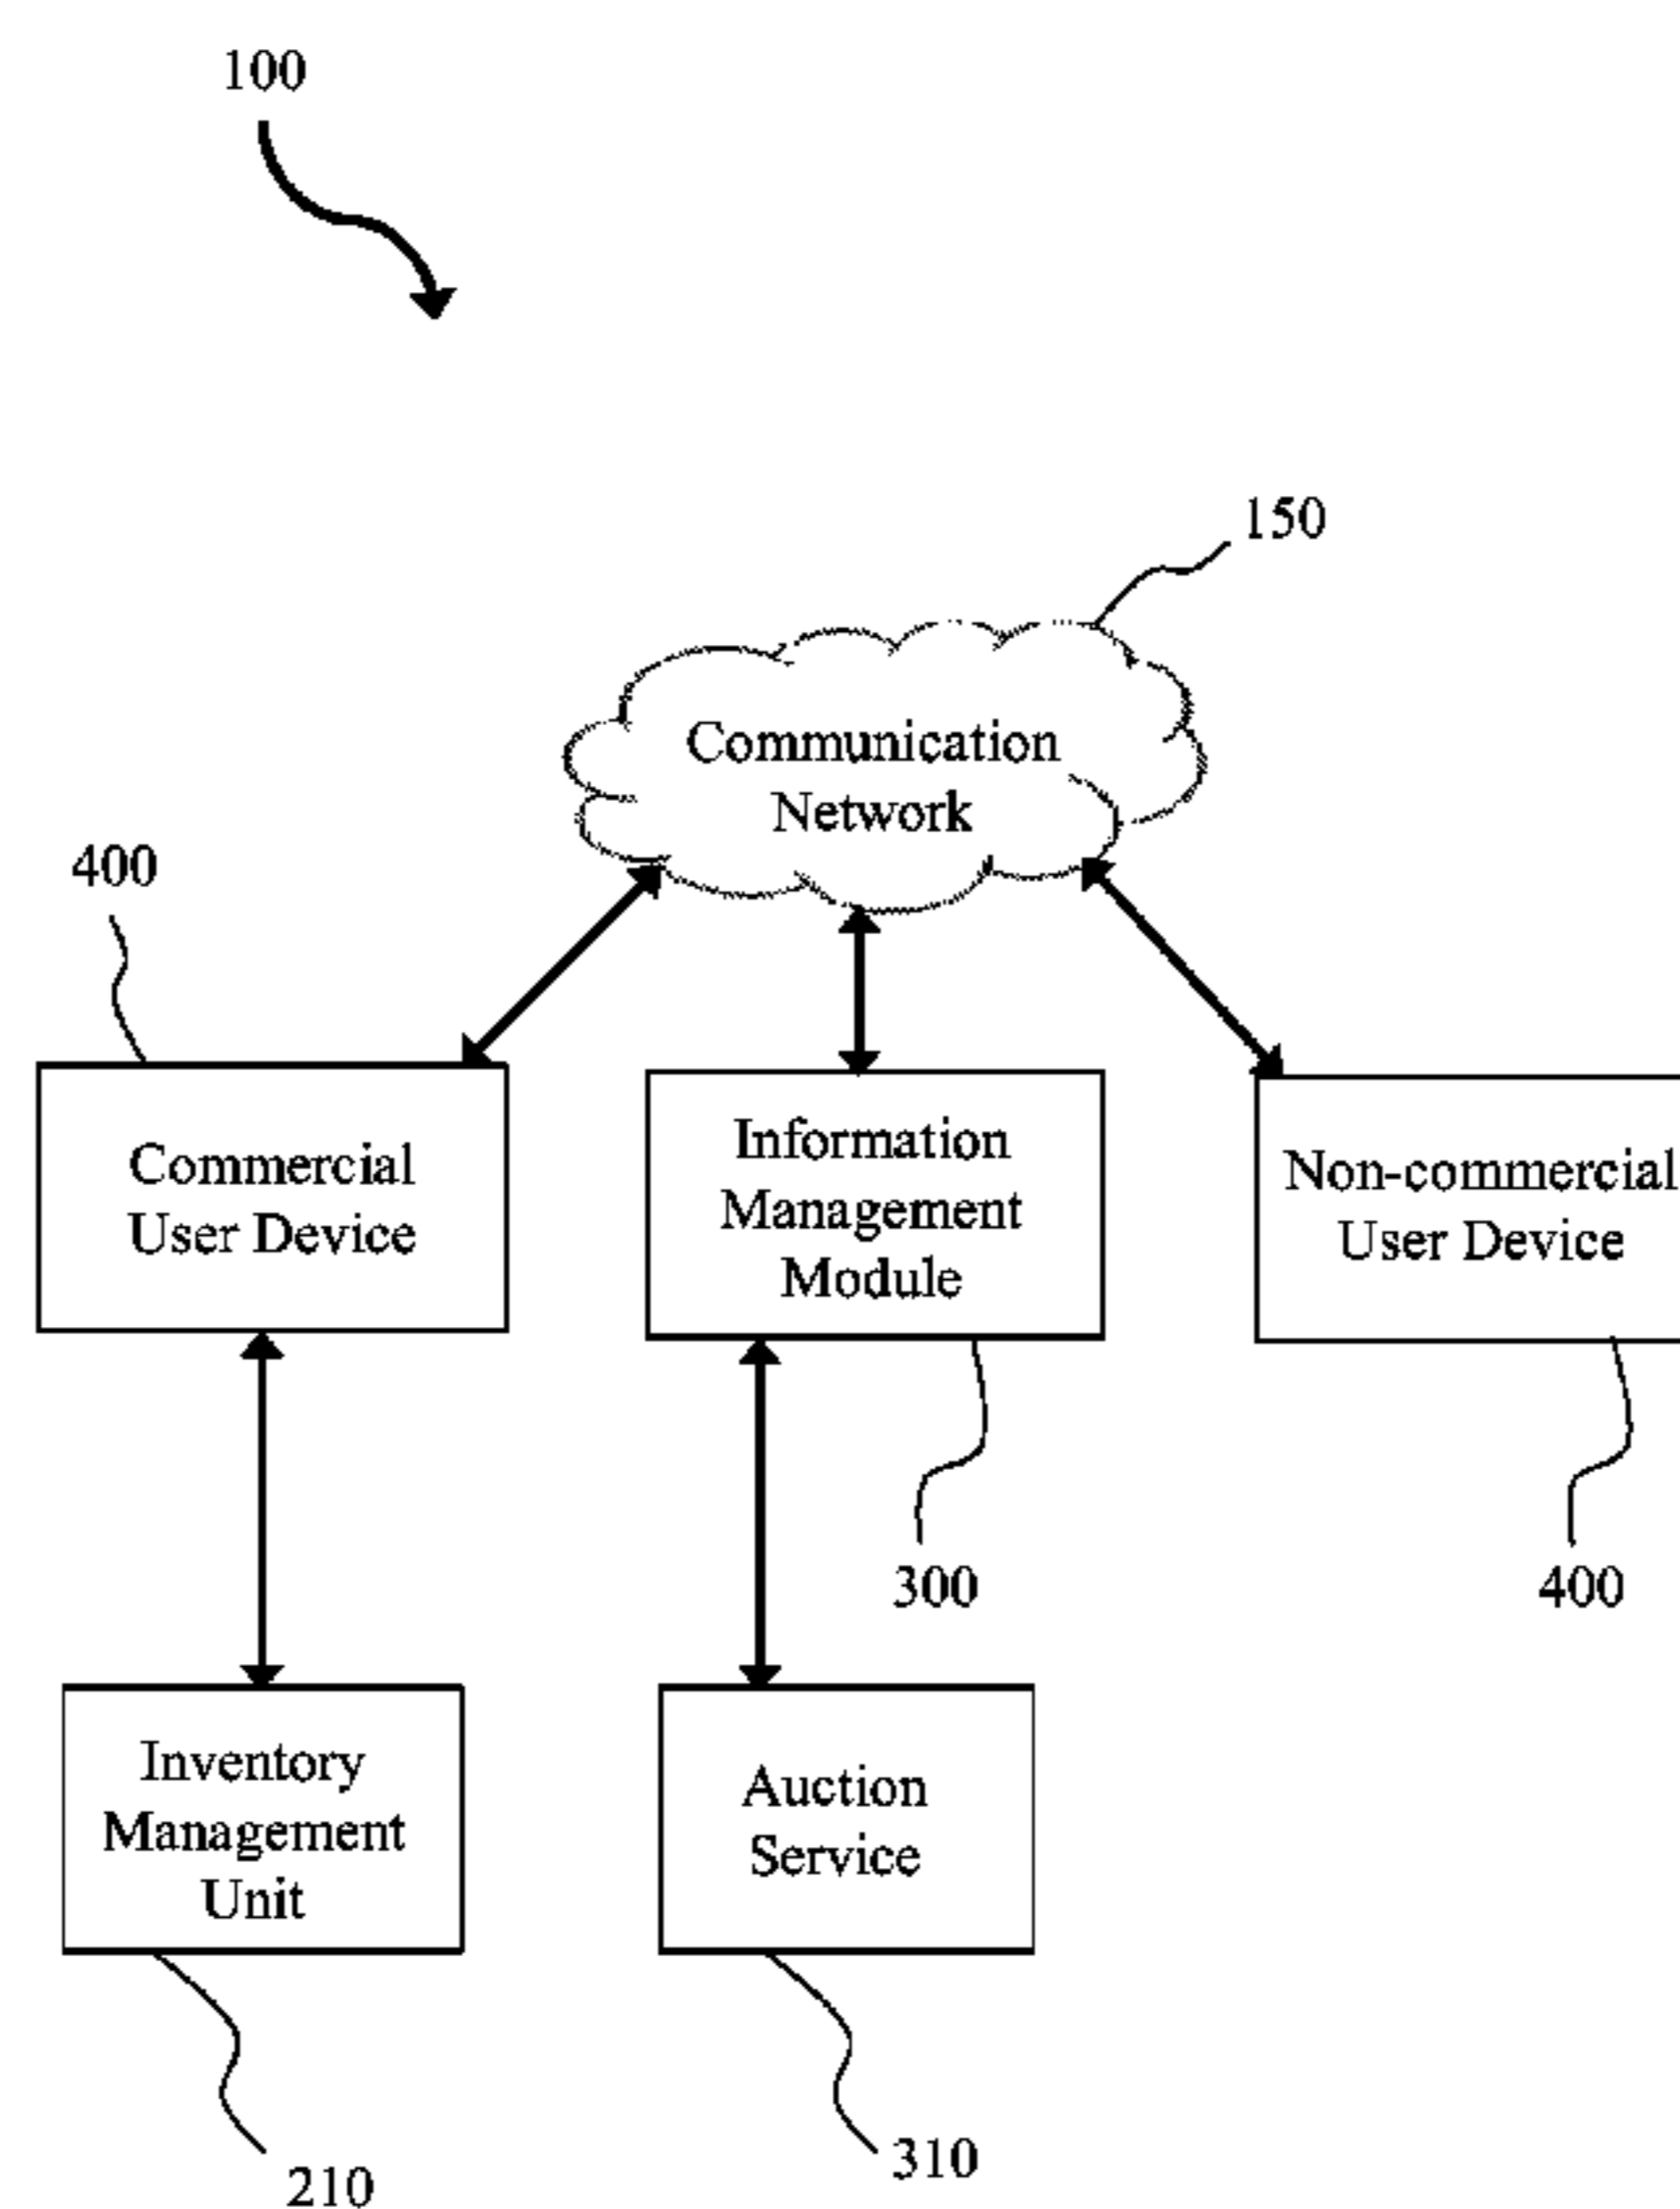 100
150
Communication
Network
400
Commercial
User Device
Information
Management
Module
Non-commercial
User Device
300
400
Inventory
Management
Unit
Auction
Service
310
210